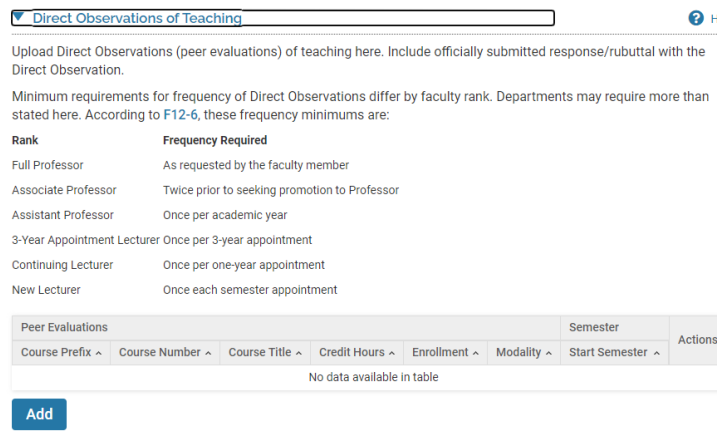 Direct Observations of Teaching
Upload Direct Observations (peer evaluations) of teaching here. Include officially submitted response/rubuttal with the
Direct Observation.
Minimum requirements for frequency of Direct Observations differ by faculty rank. Departments may require more than
stated here. According to F12-6, these frequency minimums are:
Rank Frequency Required
Full Professor As requested by the faculty member
Associate Professor Twice prior to seeking promotion to Professor
Assistant Professor Once per academic year
3-Year Appointment Lecturer Once per 3-year appointment
Continuing Lecturer Once per one-year appointment
New Lecturer Once each semester appointment
Peer Evaluations Semester Actions
Course Prefix Course Number Course Title Credit Hours Enrollment Modality Start Semester
No data available in table
Add